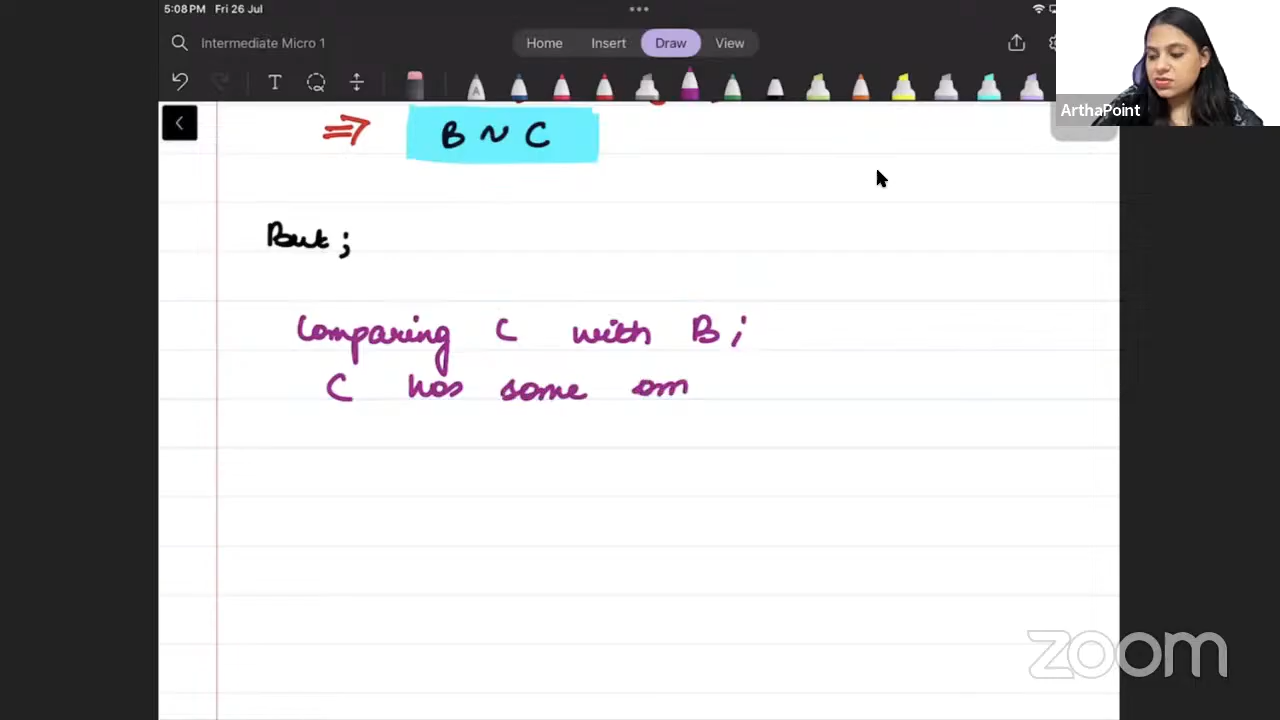 5:08 PM Fri 26 Jul
Intermediate Micro 1
Home Insert Draw View
T
A
ArthaPoint
⇒ B ~ C
But ;
Comparing C with B ;
C has some am
zoom